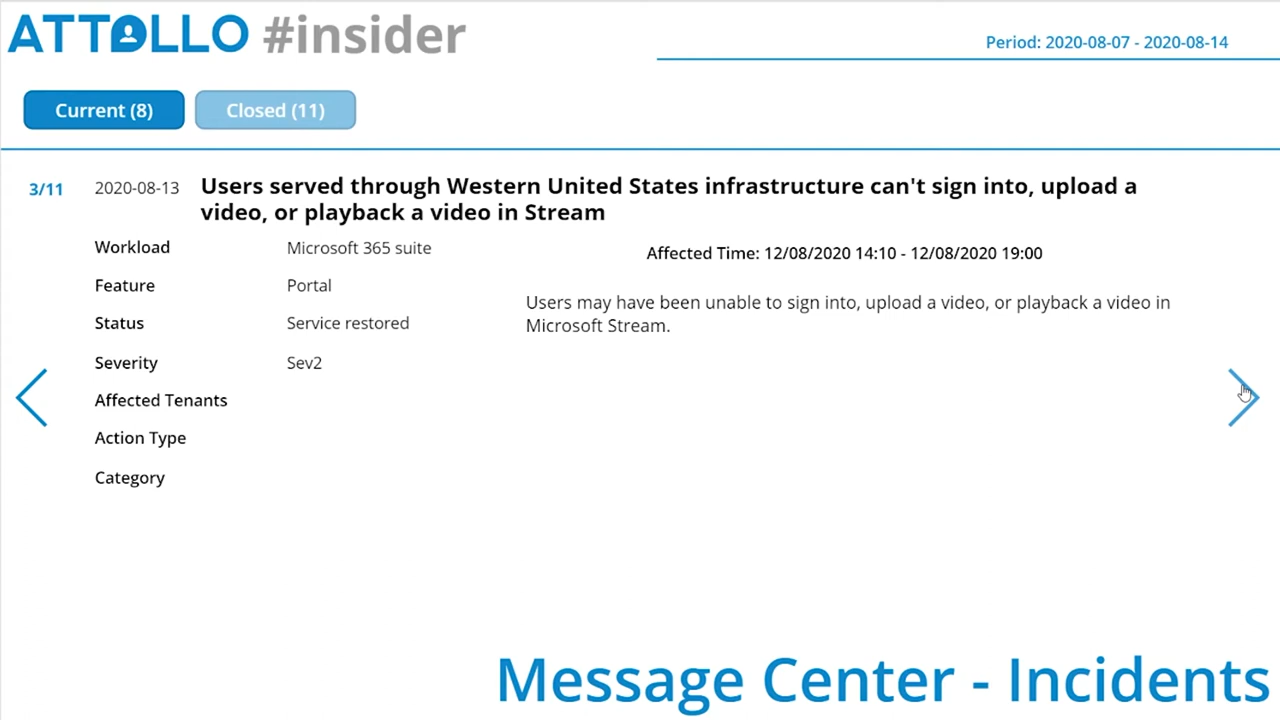 ATTOLLO #insider
Period: 2020-08-07 - 2020-08-14
Current (8)
Closed (11)
3/11
2020-08-13
Users served through Western United States infrastructure can't sign into, upload a
video, or playback a video in Stream
Workload
Microsoft 365 suite
Affected Time: 12/08/2020 14:10 - 12/08/2020 19:00
Feature
Portal
Users may have been unable to sign into, upload a video, or playback a video in
Microsoft Stream.
Status
Service restored
Severity
Sev2
Affected Tenants
Action Type
Category
Message Center - Incidents